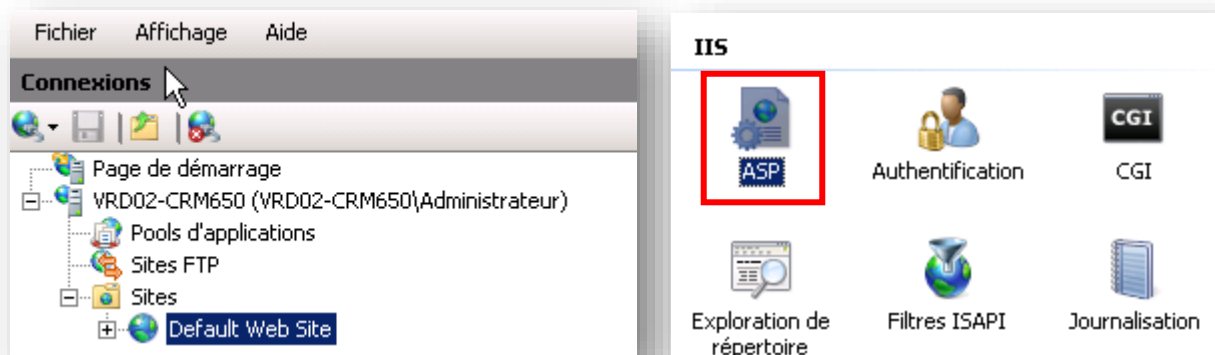 Fichier Affichage Aide
Connexions
Page de démarrage
VRD02-CRM650 (VRD02-CRM650\Administrateur)
Pools d'applications
Sites FTP
Sites
Default Web Site
IIS
ASP Authentification CGI
CGI
Exploration de Filtres ISAPI Journalisation
répertoire